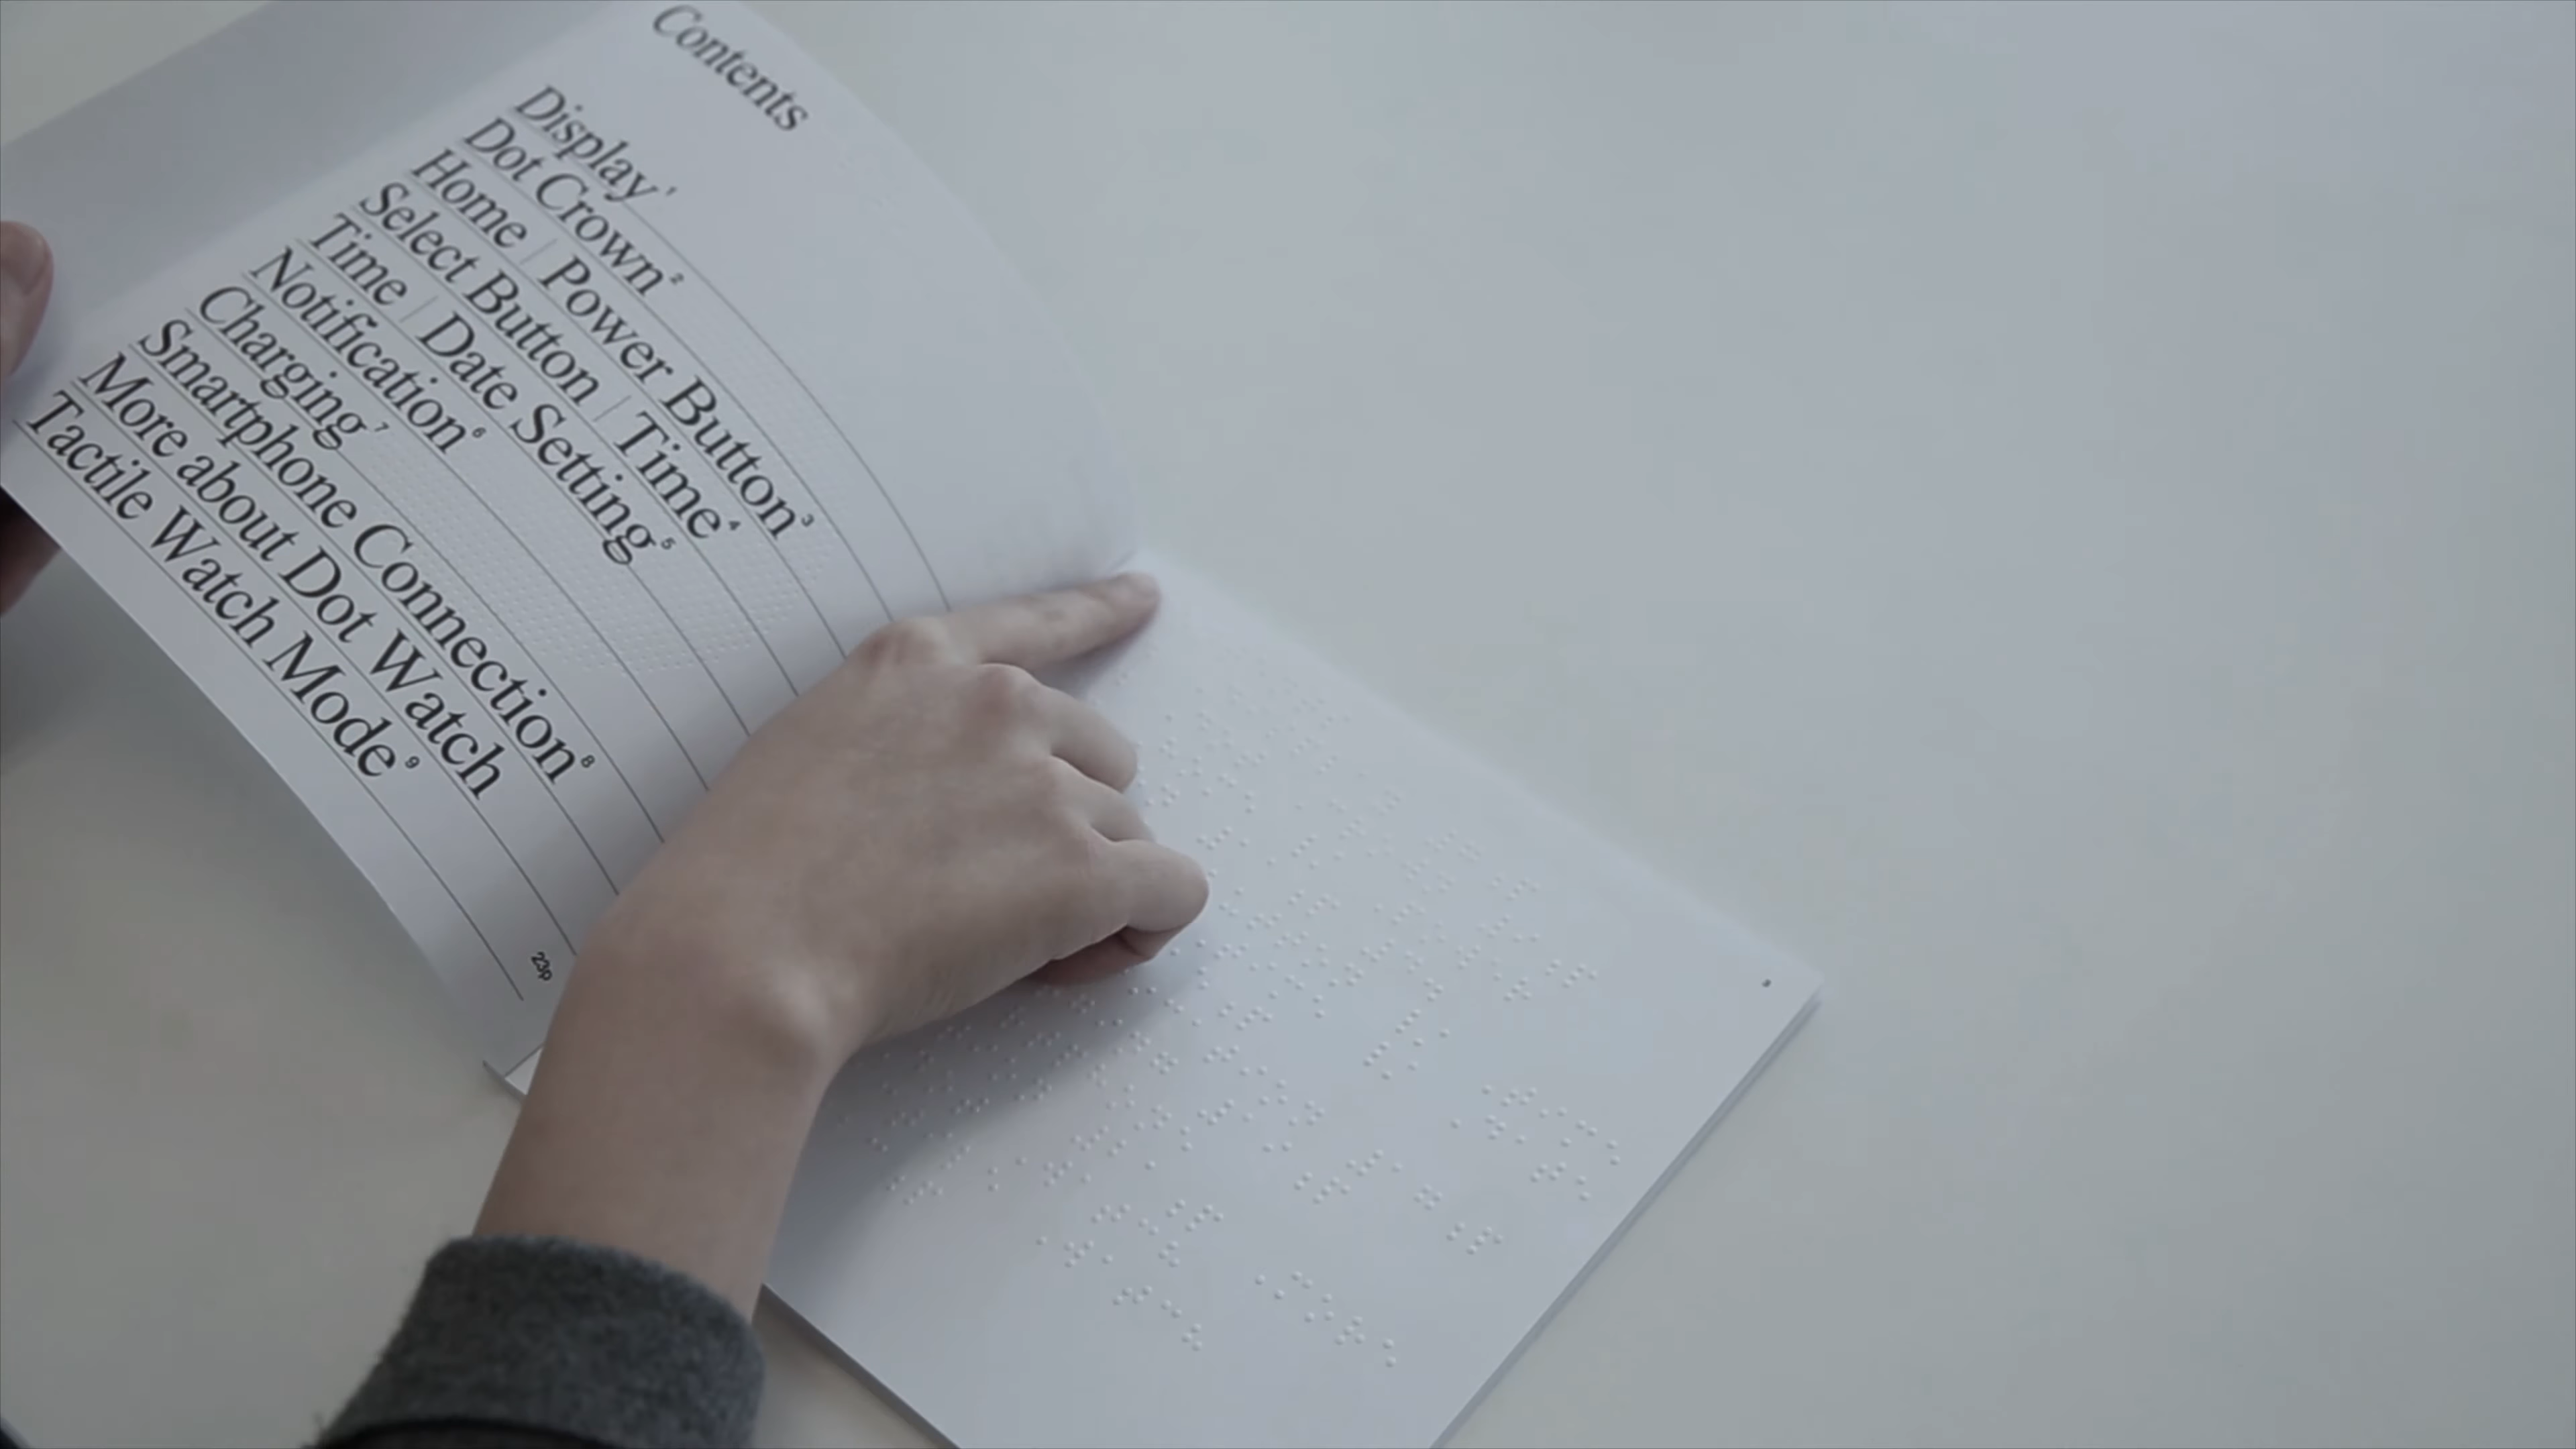 Contents
Display 1
Dot Crown 2
Home | Power Button 3
Select Button | Time 4
Time | Date Setting 5
Notification 6
Charging 7
Smartphone Connection 8
More about Dot Watch
Tactile Watch Mode 9
23p